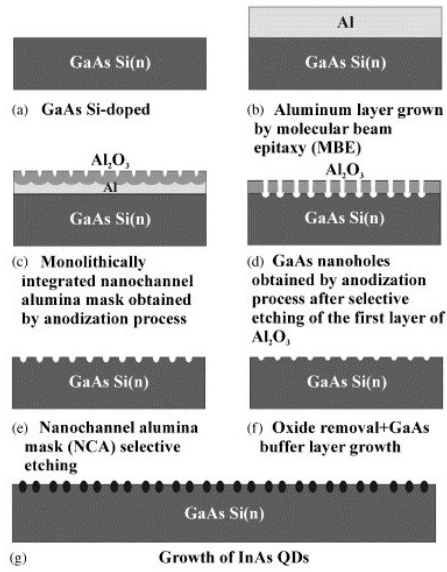 GaAs Si(n)
(a) GaAs Si-doped
Al
GaAs Si(n)
(b) Aluminum layer grown
by molecular beam
epitaxy (MBE)
Al₂O₃
Al
GaAs Si(n)
(c) Monolithically
integrated nanochannel
alumina mask obtained
by anodization process
Al₂O₃
GaAs Si(n)
(d) GaAs nanoholes
obtained by anodization
process after selective
etching of the first layer of
Al₂O₃
GaAs Si(n)
(e) Nanochannel alumina
mask (NCA) selective
etching
GaAs Si(n)
(f) Oxide removal+GaAs
buffer layer growth
GaAs Si(n)
(g) Growth of InAs QDs